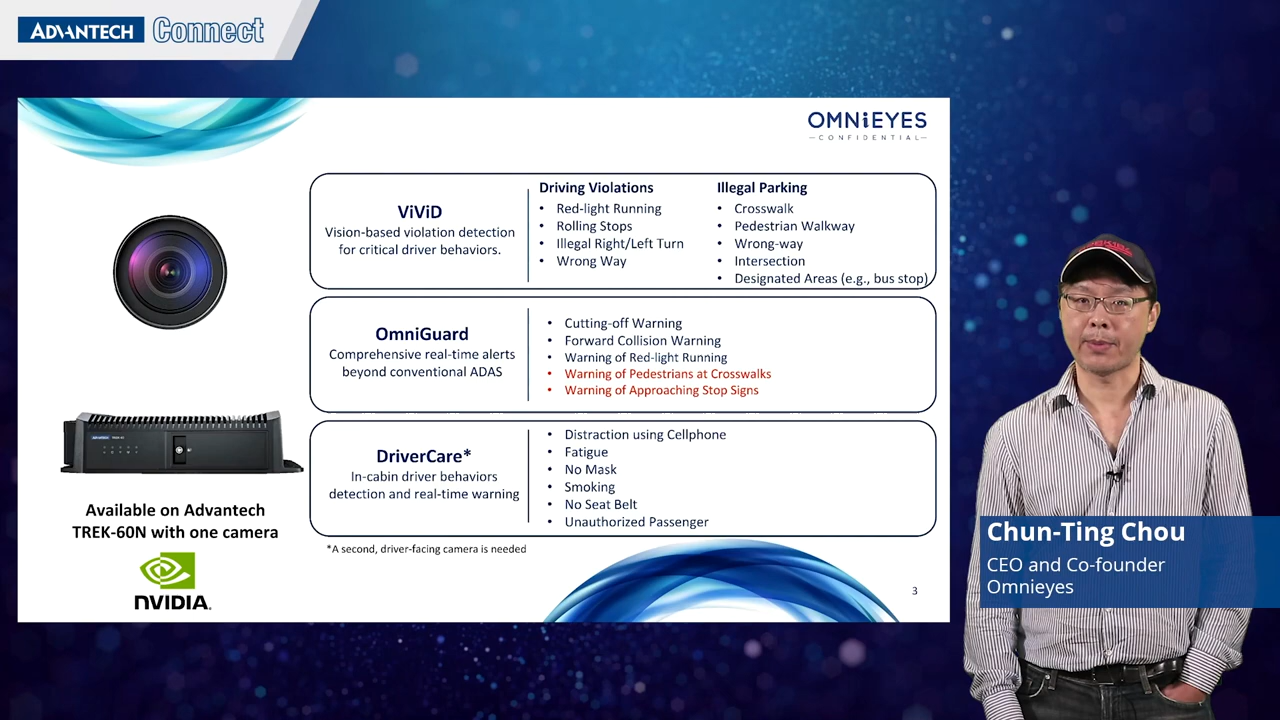 ADVANTECH Connect
OMNiEYES
CONFIDENTIAL
ViViD
Vision-based violation detection
for critical driver behaviors.
Driving Violations
• Red-light Running
• Rolling Stops
• Illegal Right/Left Turn
• Wrong Way
Illegal Parking
• Crosswalk
• Pedestrian Walkway
• Wrong-way
• Intersection
• Designated Areas (e.g., bus stop)
OmniGuard
Comprehensive real-time alerts
beyond conventional ADAS
• Cutting-off Warning
• Forward Collision Warning
• Warning of Red-light Running
• Warning of Pedestrians at Crosswalks
• Warning of Approaching Stop Signs
DriverCare*
In-cabin driver behaviors
detection and real-time warning
• Distraction using Cellphone
• Fatigue
• No Mask
• Smoking
• No Seat Belt
• Unauthorized Passenger
*A second, driver-facing camera is needed
ADVANTECH
Available on Advantech
TREK-60N with one camera
NVIDIA.
3
Chun-Ting Chou
CEO and Co-founder
Omnieyes